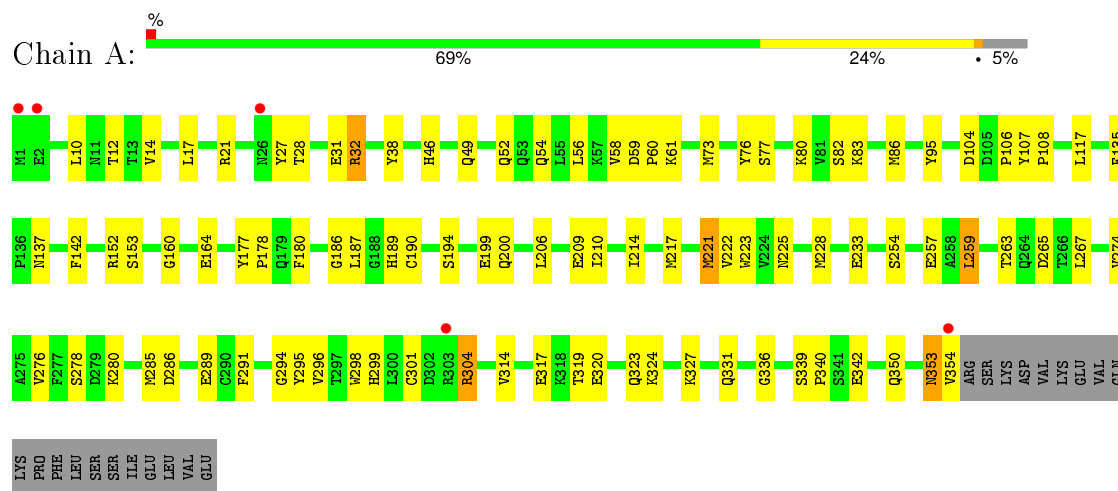 %
Chain A:
69% 24% • 5%
M1 E2 L10 N11 T12 T13 V14 L17 R21 N26 Y27 T28 E31 R32 Y38 H46 Q49 Q52 Q53 Q54 L55 L56 K57 V58 D59 P60 K61 M73 Y76 S77 K80 V81 S82 K83 M86 Y95 D104 D105 P106 Y107 P108 L117
P136 N137 F142 R152 S153 G160 E164 Y177 P178 Q179 F180 G186 L187 G188 H189 C190 S194 E199 Q200 L206 E209 I210 I214 M217 M221 V222 W223 V224 N225 M228 E233 S254 E257 A258 L259 T263 Q264 D265 T266 L267
A275 V276 F277 S278 D279 K280 M285 D286 E289 C290 F291 G294 Y295 V296 T297 W298 H299 L300 C301 D302 R303 R304 V314 E317 K318 T319 E320 Q323 K324 K327 Q331 G336 S339 P340 S341 E342 Q350 N353 V354 ARG SER LYS ASP VAL LYS GLU VAL GLN
LYS PRO PHE LEU SER SER ILE GLU LEU VAL GLU